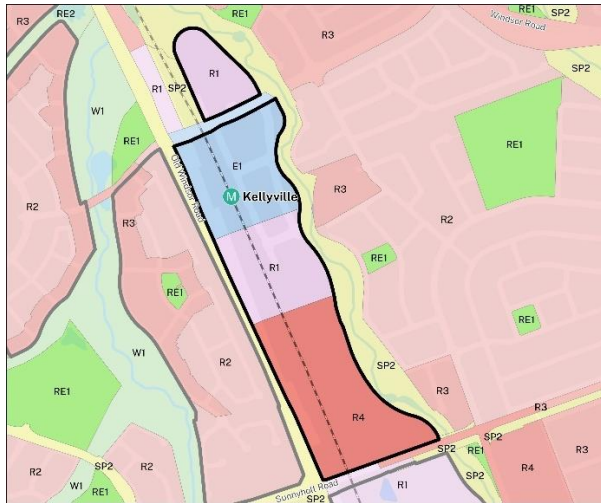 R3
RE2
SP2
RE1
SP2
Windsor Road
R3
SP2
R1
R1
SP2
W1
RE1
RE1
E1
Old Windsor Road
M Kellyville
R3
R2
R2
R3
R1
RE1
RE1
RE1
W1
R2
SP2
RE1
R3
R4
R3
SP2
SP2
RE1
R4
R3
R2
SP2
R2
RE1
Sunnyholt Road
SP2
R1
SP2